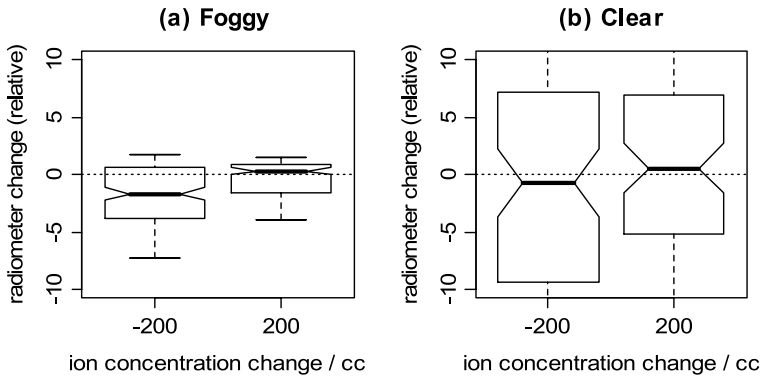 (a) Foggy
radiometer change (relative)
10
5
0
-5
-10
-200
200
ion concentration change / cc
(b) Clear
radiometer change (relative)
10
5
0
-5
-10
-200
200
ion concentration change / cc